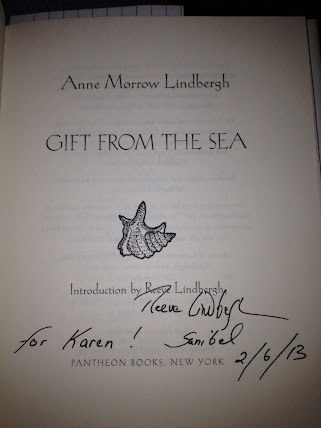 Anne Morrow Lindbergh
GIFT FROM THE SEA
Introduction by Reeve Lindbergh
Reeve Lindbergh
for Karen! Sanibel
PANTHEON BOOKS, NEW YORK
2/6/13